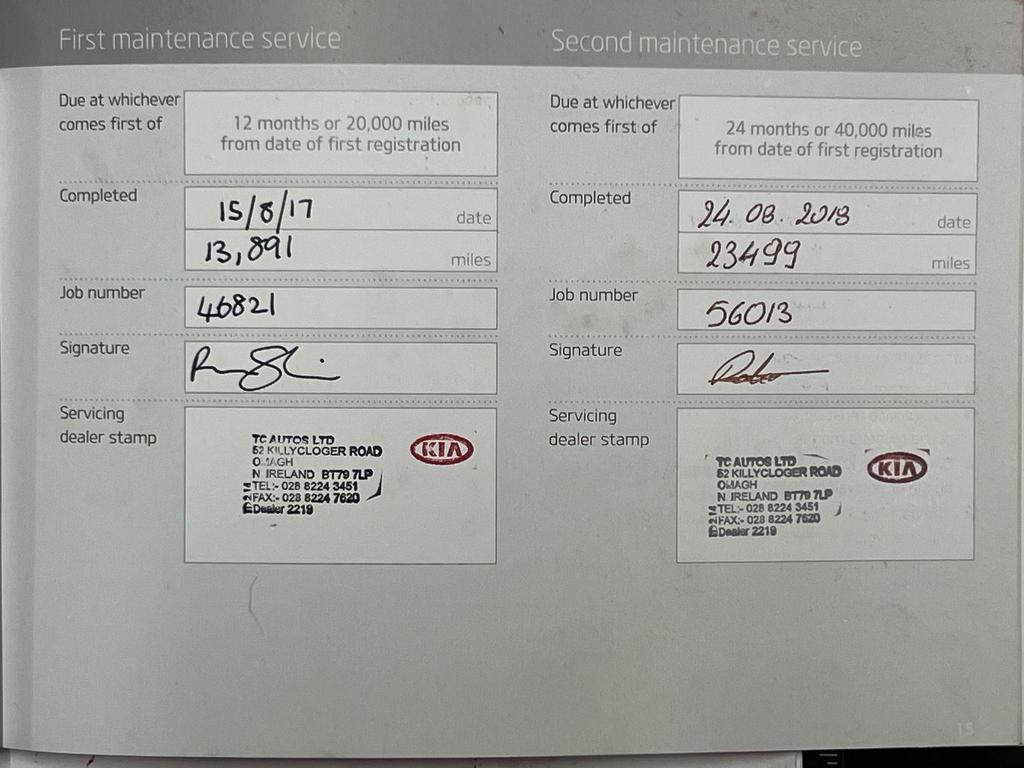 First maintenance service
Due at whichever
comes first of
12 months or 20,000 miles
from date of first registration
Completed
15/8/17
date
13,891
miles
Job number
46821
Signature
Servicing
dealer stamp
TC AUTOS LTD
52 KILLYCLOGER ROAD
OMAGH
N IRELAND BT79 7LP
TEL:- 028 8224 3451
FAX:- 028 8224 7620
Dealer 2219
KIA
Second maintenance service
Due at whichever
comes first of
24 months or 40,000 miles
from date of first registration
Completed
24. 08. 2018
date
23499
miles
Job number
56013
Signature
Servicing
dealer stamp
TC AUTOS LTD
52 KILLYCLOGER ROAD
OMAGH
N IRELAND BT79 7LP
TEL:- 028 8224 3451
FAX:- 028 8224 7620
Dealer 2219
KIA
15